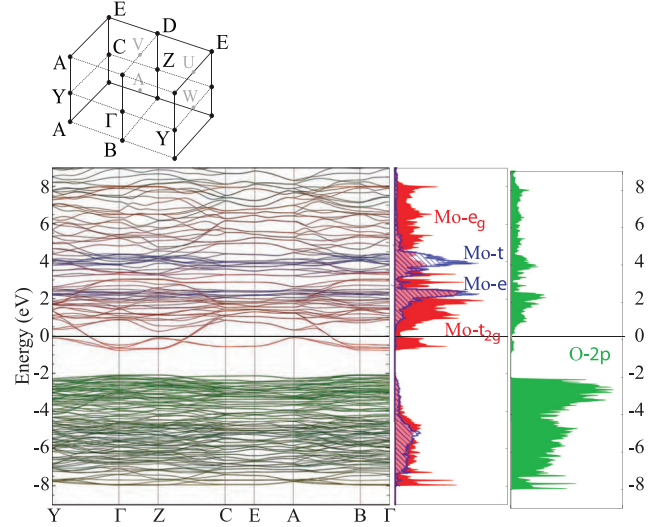 E
D
E
C
V
Z
U
A
A
Y
W
Γ
Y
A
B
8
6
4
2
0
-2
-4
-6
-8
Energy (eV)
Y Γ Z C E A B Γ
Mo-eg
Mo-t
Mo-e
Mo-t2g
O-2p
8
6
4
2
0
-2
-4
-6
-8